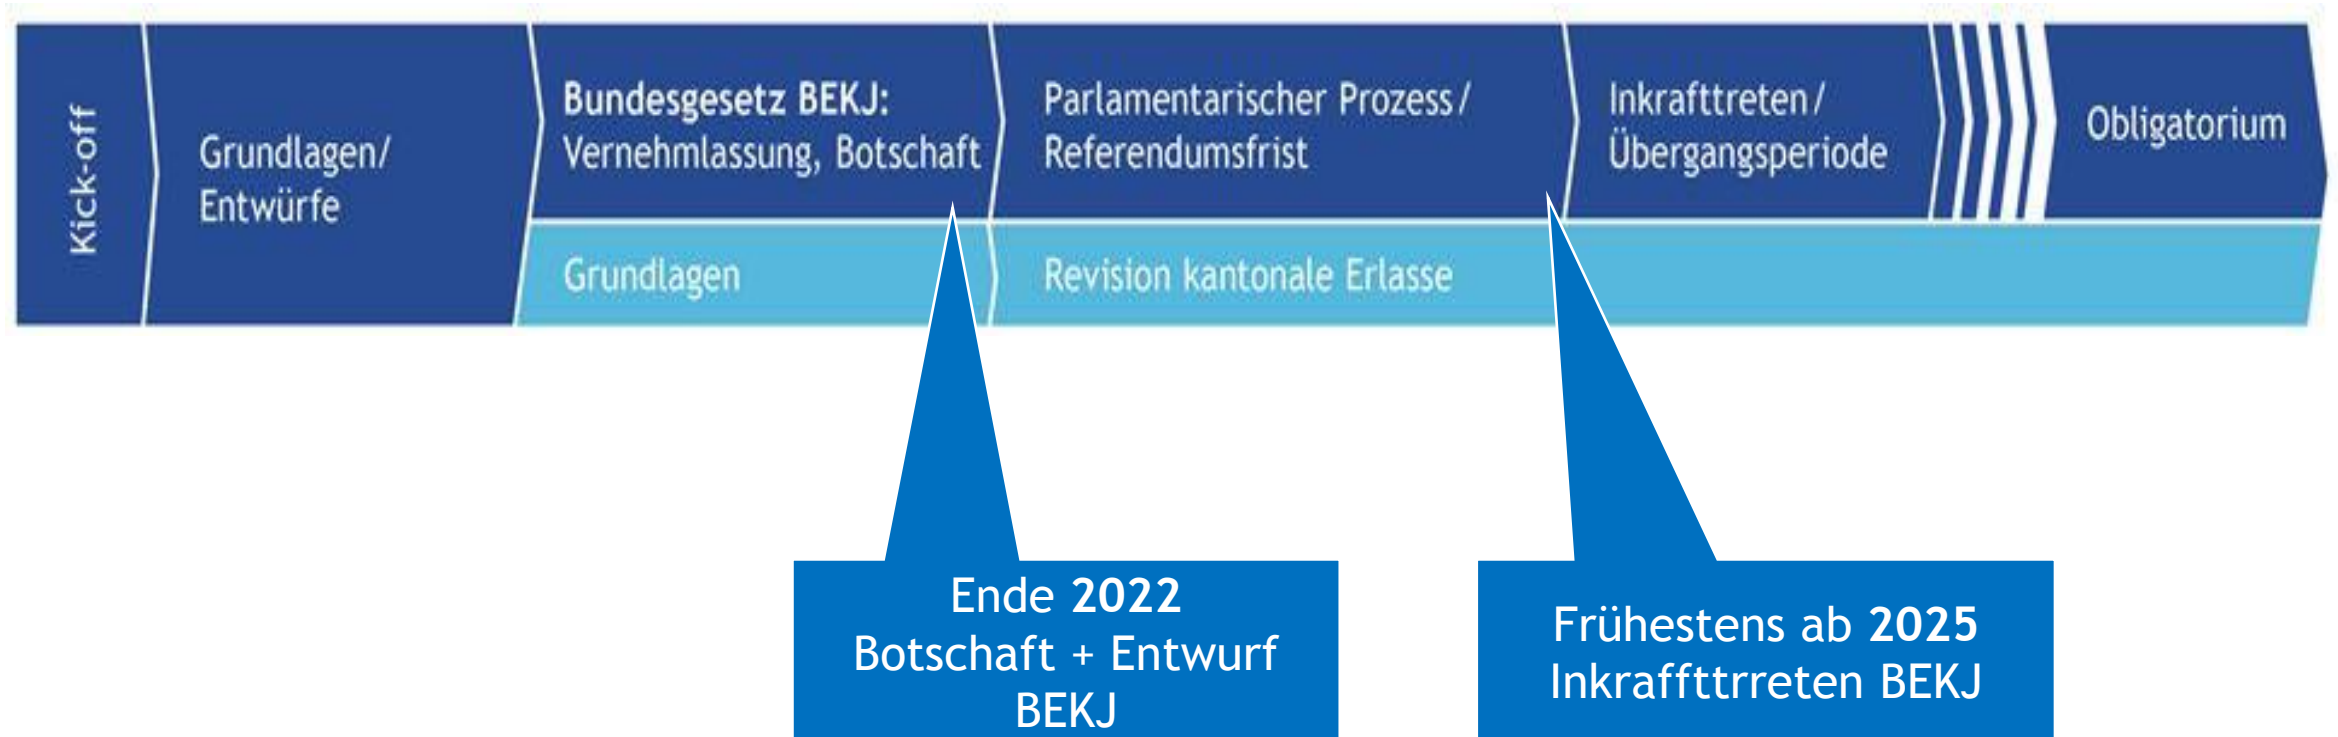 Kick-off
Grundlagen/
Entwürfe
Bundesgesetz BEKJ:
Vernehmlassung, Botschaft
Parlamentarischer Prozess/
Referendumsfrist
Inkrafttreten/
Übergangsperiode
Obligatorium
Grundlagen
Revision kantonale Erlasse
Ende 2022
Botschaft + Entwurf
BEKJ
Frühestens ab 2025
Inkraffttrreten BEKJ